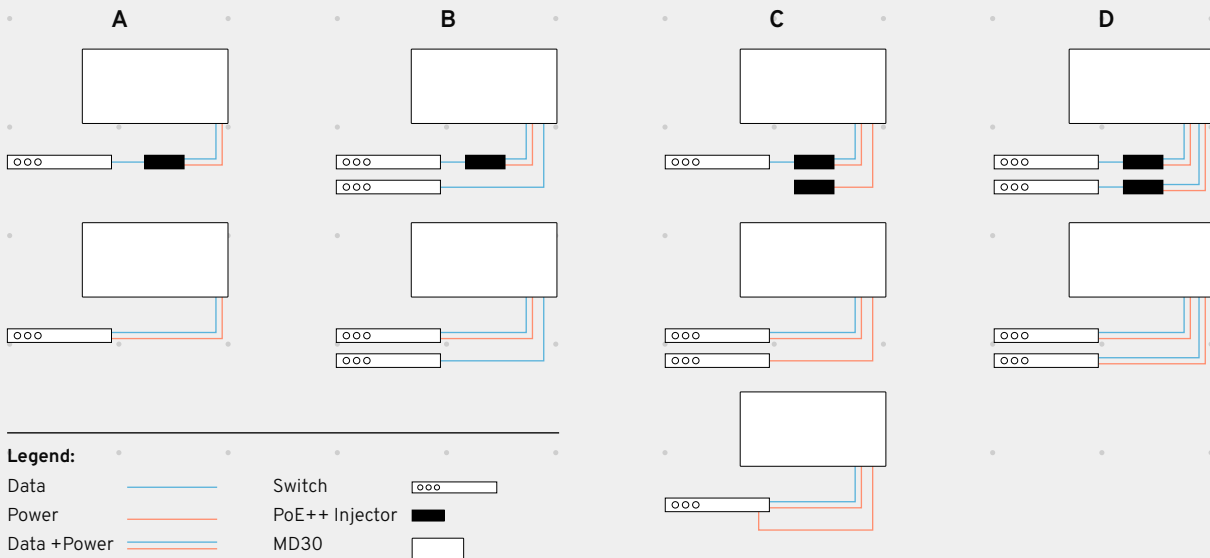 A B C D
Legend:
Data Switch
Power PoE++ Injector
Data +Power MD30